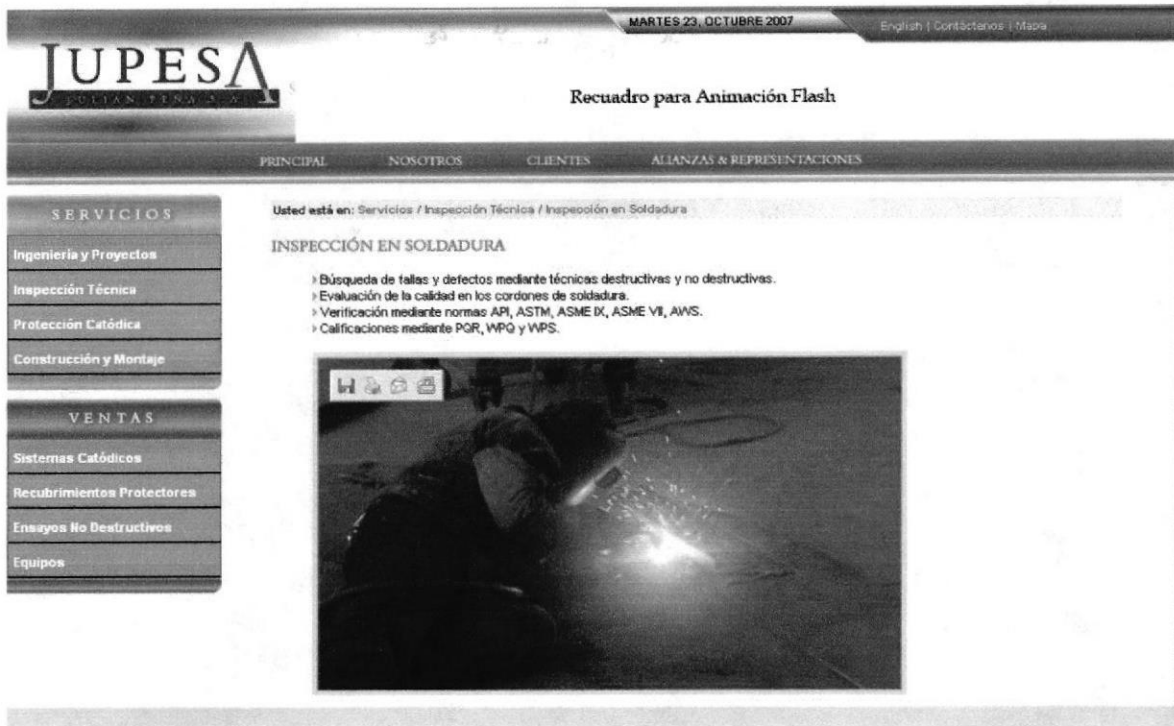 MARTES 23, OCTUBRE 2007
English | Contáctenos | Mapa
JUPESA
JULIAN PEÑA S.A.
Recuadro para Animación Flash
PRINCIPAL NOSOTROS CLIENTES ALIANZAS & REPRESENTACIONES
SERVICIOS
Ingeniería y Proyectos
Inspección Técnica
Protección Catódica
Construcción y Montaje
VENTAS
Sistemas Catódicos
Recubrimientos Protectores
Ensayos No Destructivos
Equipos
Usted está en: Servicios / Inspección Técnica / Inspección en Soldadura
INSPECCIÓN EN SOLDADURA
Búsqueda de fallas y defectos mediante técnicas destructivas y no destructivas.
Evaluación de la calidad en los cordones de soldadura.
Verificación mediante normas API, ASTM, ASME IX, ASME VII, AWS.
Calificaciones mediante PQR, WPQ y WPS.